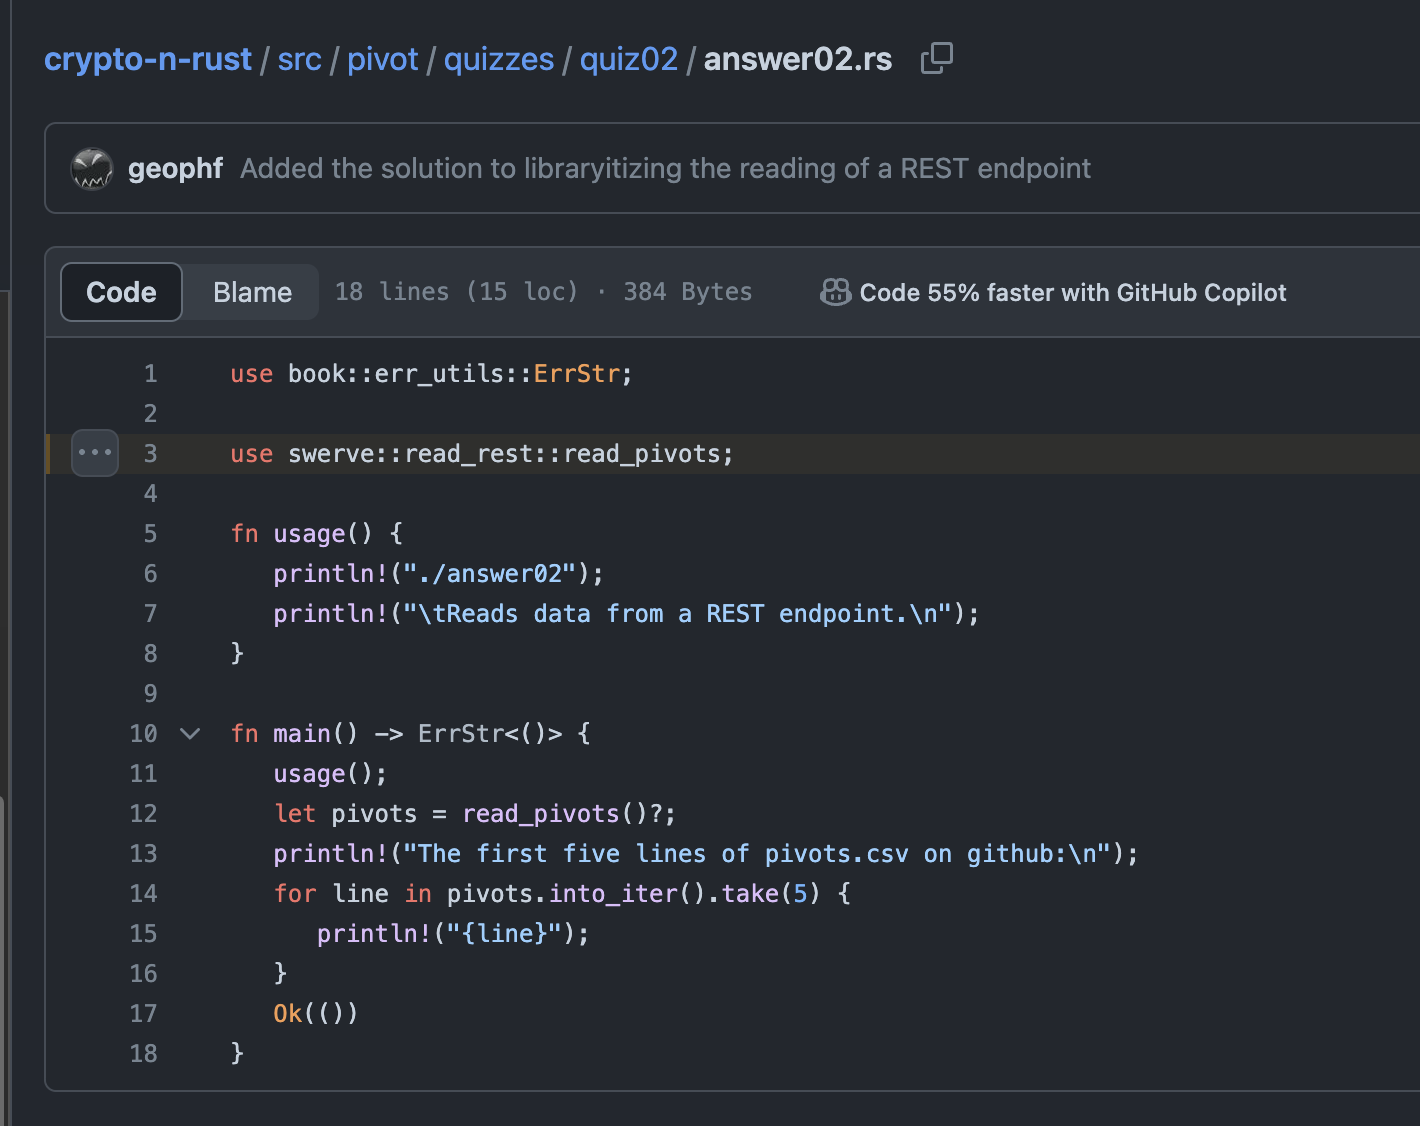 crypto-n-rust / src / pivot / quizzes / quiz02 / answer02.rs
geophf Added the solution to libraryitizing the reading of a REST endpoint
Code Blame 18 lines (15 loc) · 384 Bytes Code 55% faster with GitHub Copilot
1 use book::err_utils::ErrStr;
2
3 use swerve::read_rest::read_pivots;
4
5 fn usage() {
6    println!("./answer02");
7    println!("\tReads data from a REST endpoint.\n");
8 }
9
10 fn main() -> ErrStr<()> {
11    usage();
12    let pivots = read_pivots()?;
13    println!("The first five lines of pivots.csv on github:\n");
14    for line in pivots.into_iter().take(5) {
15       println!("{line}");
16    }
17    Ok(())
18 }